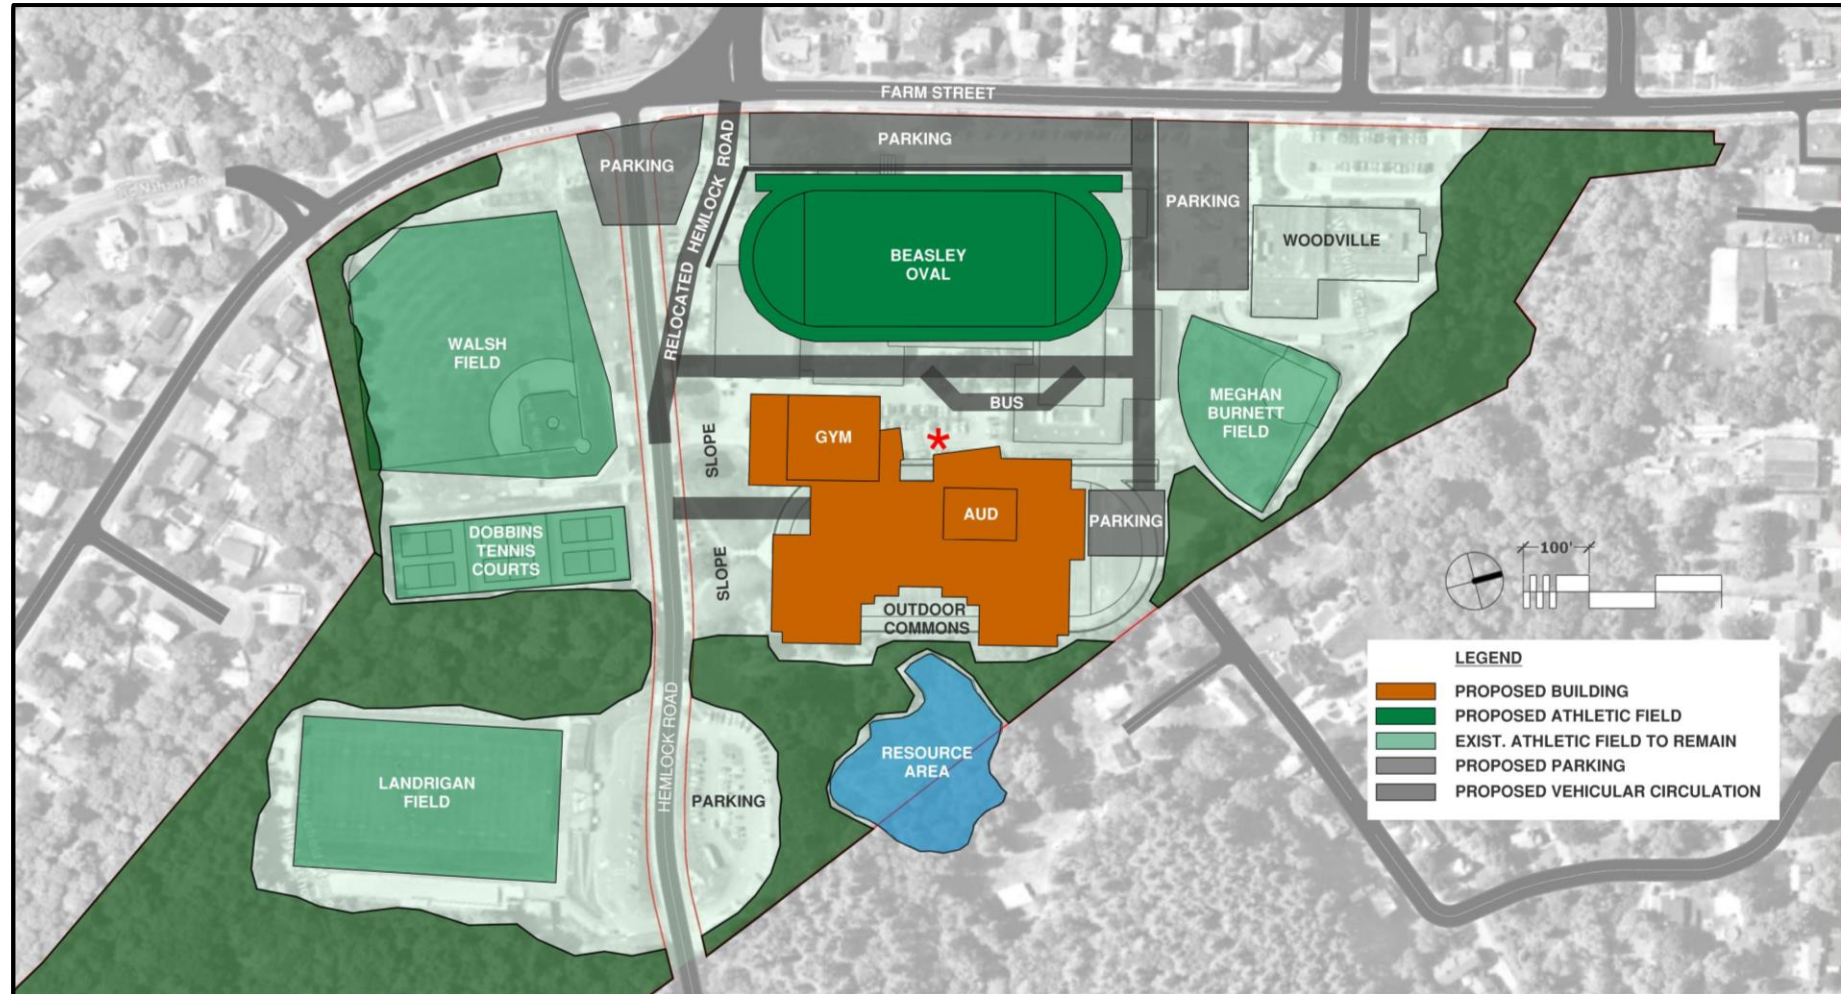 FARM STREET
PARKING
PARKING
RELOCATED HEMLOCK ROAD
PARKING
WOODVILLE
BEASLEY
OVAL
WALSH
FIELD
MEGHAN
BURNETT
FIELD
BUS
GYM
*
SLOPE
AUD
PARKING
DOBBINS
TENNIS
COURTS
SLOPE
OUTDOOR
COMMONS
100'
HEMLOCK ROAD
LANDRIGAN
FIELD
PARKING
RESOURCE
AREA
LEGEND
PROPOSED BUILDING
PROPOSED ATHLETIC FIELD
EXIST. ATHLETIC FIELD TO REMAIN
PROPOSED PARKING
PROPOSED VEHICULAR CIRCULATION